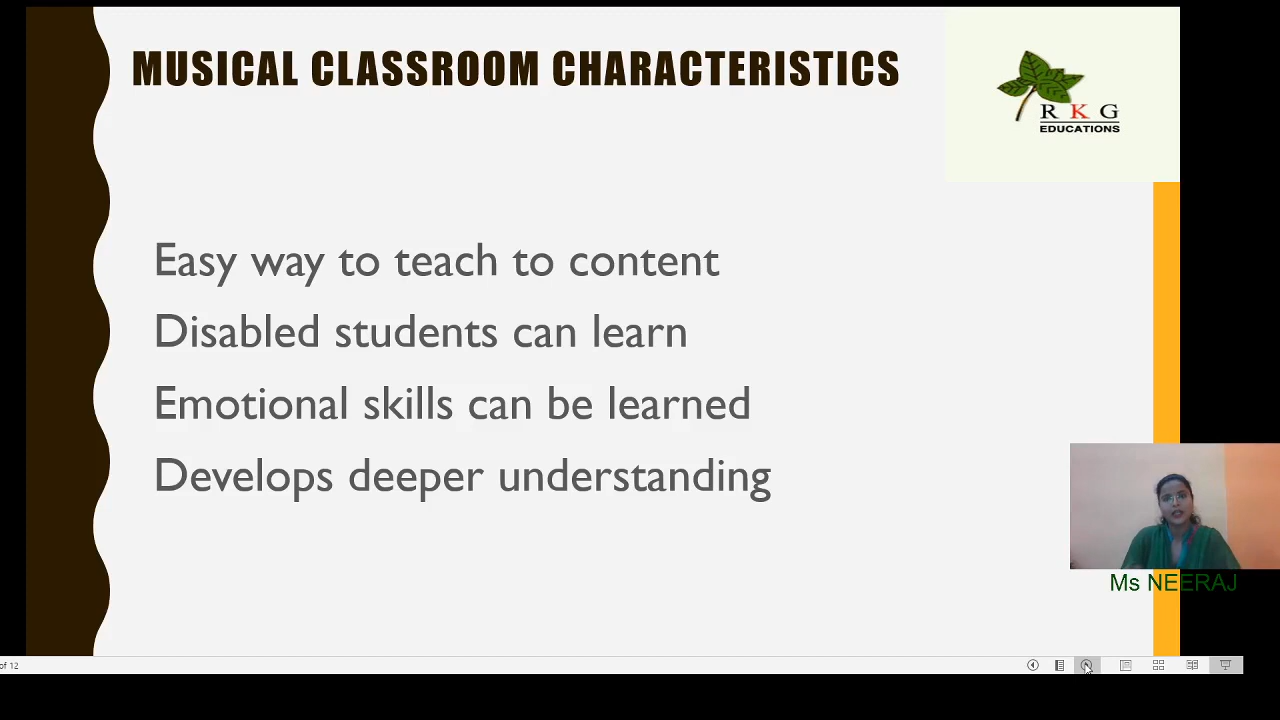 MUSICAL CLASSROOM CHARACTERISTICS
R K G
EDUCATIONS
Easy way to teach to content
Disabled students can learn
Emotional skills can be learned
Develops deeper understanding
Ms NEERAJ
of 12